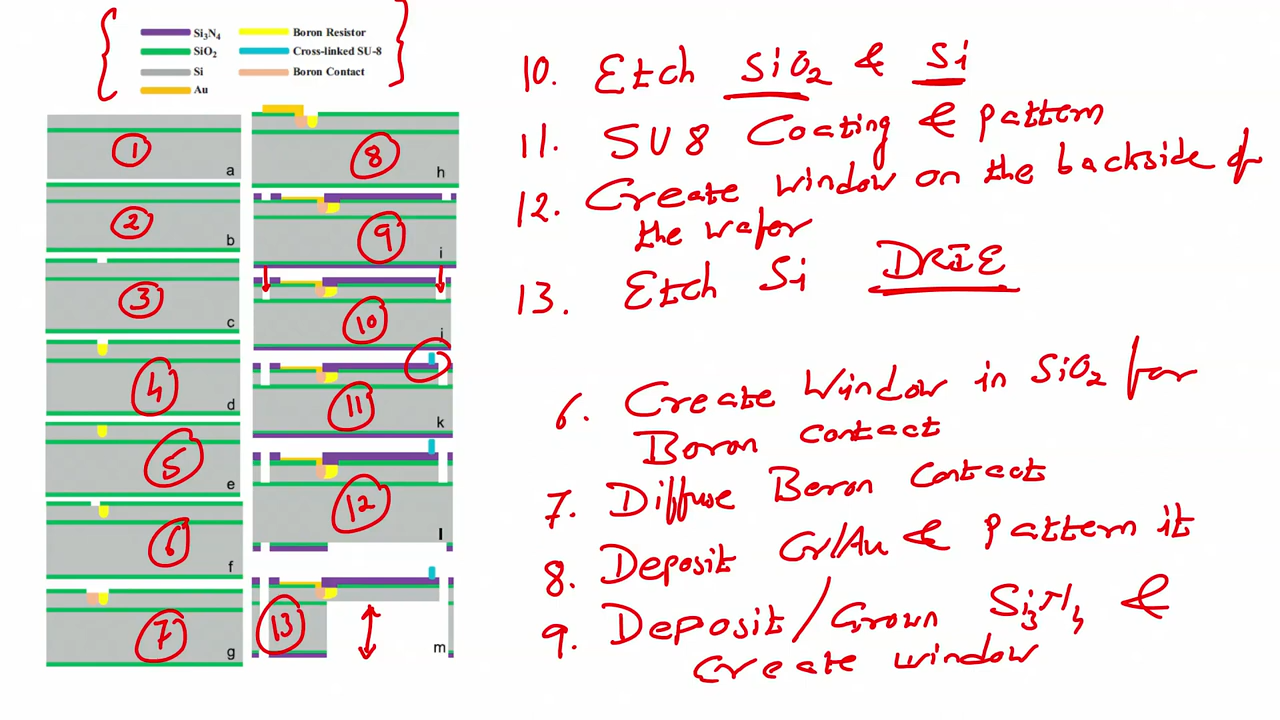 Si₃N₄ Boron Resistor
SiO₂ Cross-linked SU-8
Si Boron Contact
Au
1 a
2 b
3 c
4 d
5 e
6 f
7 g
8 h
9 i
10 j
11 k
12 l
13 m
10. Etch SiO₂ & Si
11. SU8 Coating & pattern
12. Create window on the backside of
the wafer
13. Etch Si DRIE
6. Create Window in SiO₂ for
Boron contact
7. Diffuse Boron Contact
8. Deposit Cr/Au & pattern it
9. Deposit/Grown Si₃N₄ &
Create window